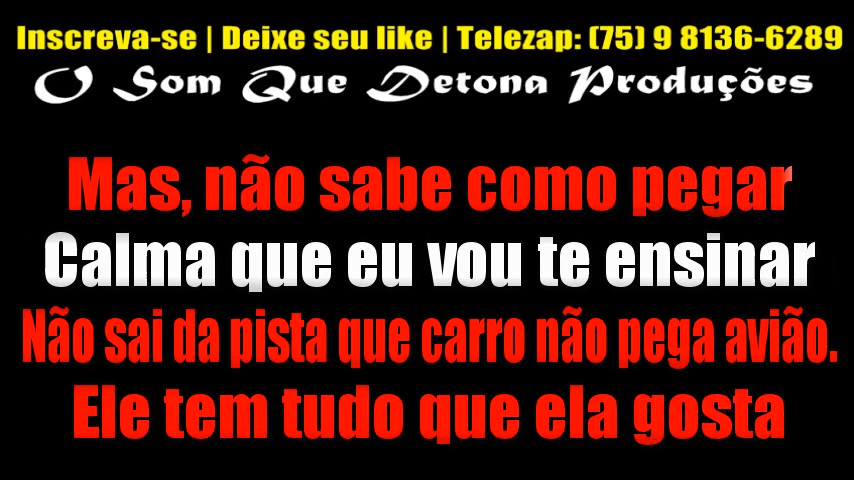 Inscreva-se | Deixe seu like | Telezap: (75) 9 8136-6289
O Som Que Detona Produções
Mas, não sabe como pegar
Calma que eu vou te ensinar
Não sai da pista que carro não pega avião.
Ele tem tudo que ela gosta